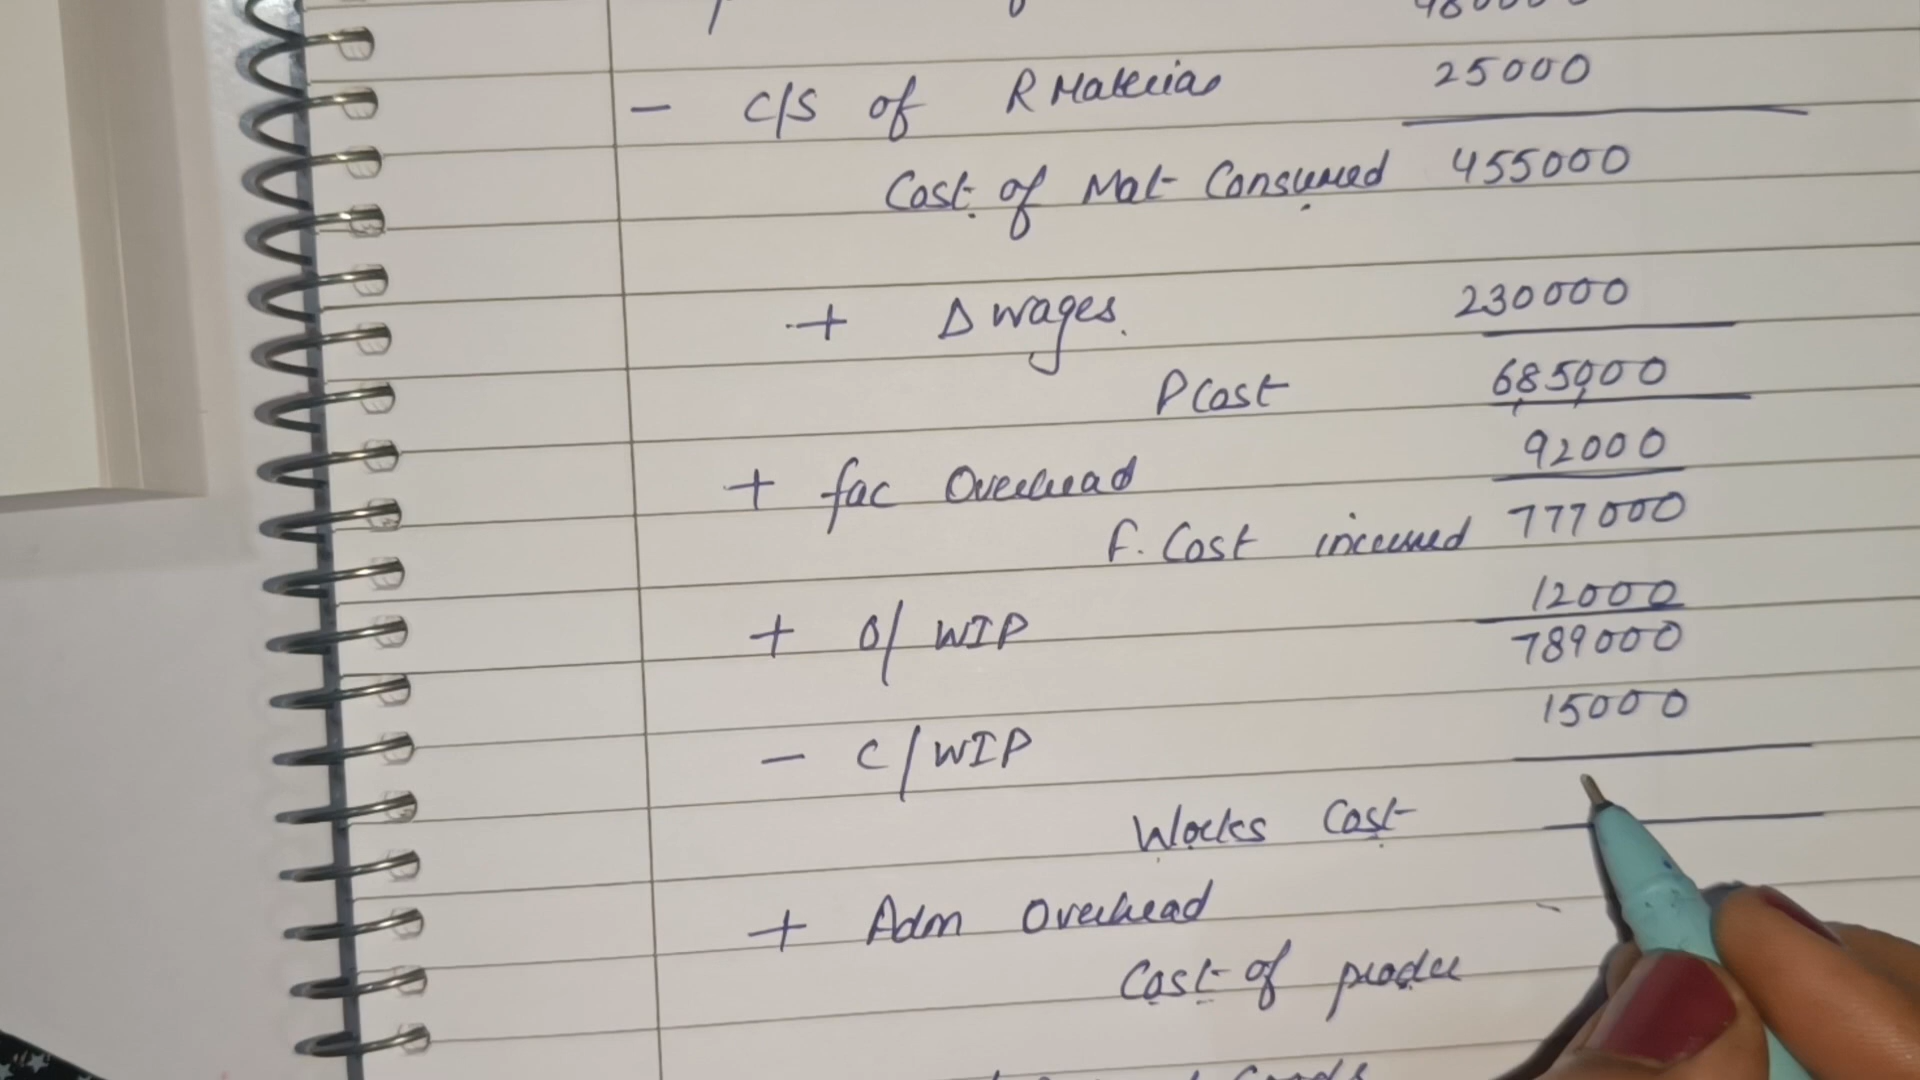 - C/S of R Materias 25000
Cost of Mat Consumed 455000
+ D wages. 230000
P Cost 685000
+ fac Overhead 92000
F. Cost incurred 777000
+ O/ WIP 12000
789000
- C/WIP 15000
Works Cost
+ Adm Overhead -
Cost of produc